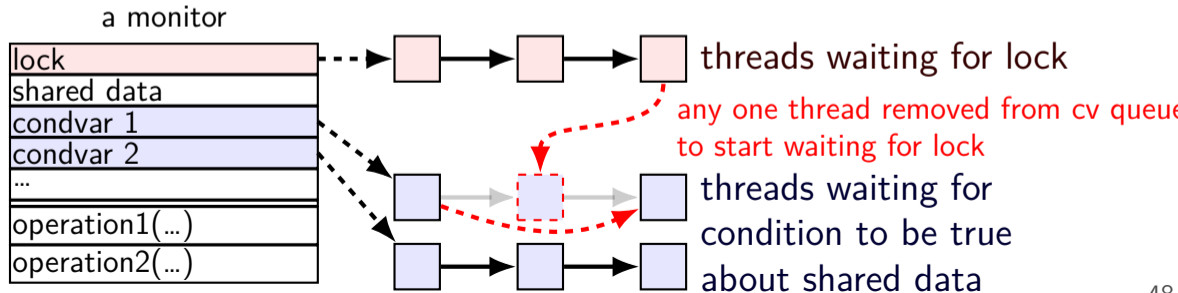 a monitor
lock
shared data
condvar 1
condvar 2
...
operation1(...)
operation2(...)
threads waiting for lock
any one thread removed from cv queue
to start waiting for lock
threads waiting for
condition to be true
about shared data
48